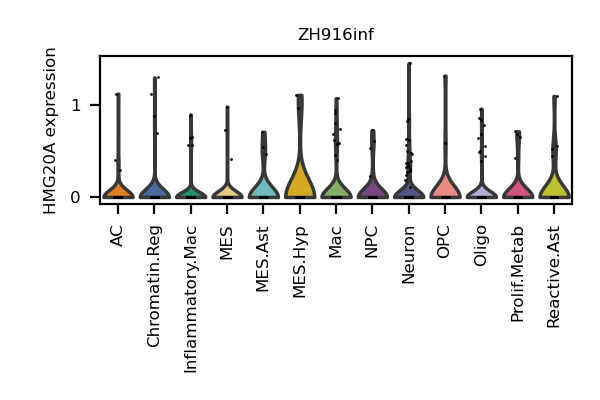 ZH916inf
HMG20A expression
1
0
AC
Chromatin.Reg
Inflammatory.Mac
MES
MES.Ast
MES.Hyp
Mac
NPC
Neuron
OPC
Oligo
Prolif.Metab
Reactive.Ast